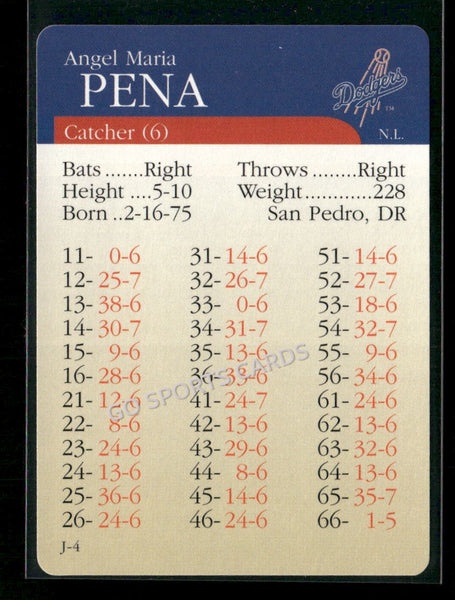 Angel Maria
PENA
Dodgers ™
Catcher (6) N.L.
Bats .......Right Throws ........Right
Height ....5-10 Weight............228
Born ..2-16-75 San Pedro, DR
11- 0-6 31- 14-6 51- 14-6
12- 25-7 32- 26-7 52- 27-7
13- 38-6 33- 0-6 53- 18-6
14- 30-7 34- 31-7 54- 32-7
15- 9-6 35- 13-6 55- 9-6
16- 28-6 36- 33-6 56- 34-6
21- 12-6 41- 24-7 61- 24-6
22- 8-6 42- 13-6 62- 13-6
23- 24-6 43- 29-6 63- 32-6
24- 13-6 44- 8-6 64- 13-6
25- 36-6 45- 14-6 65- 35-7
26- 24-6 46- 24-6 66- 1-5
GO SPORTS CARDS
J-4